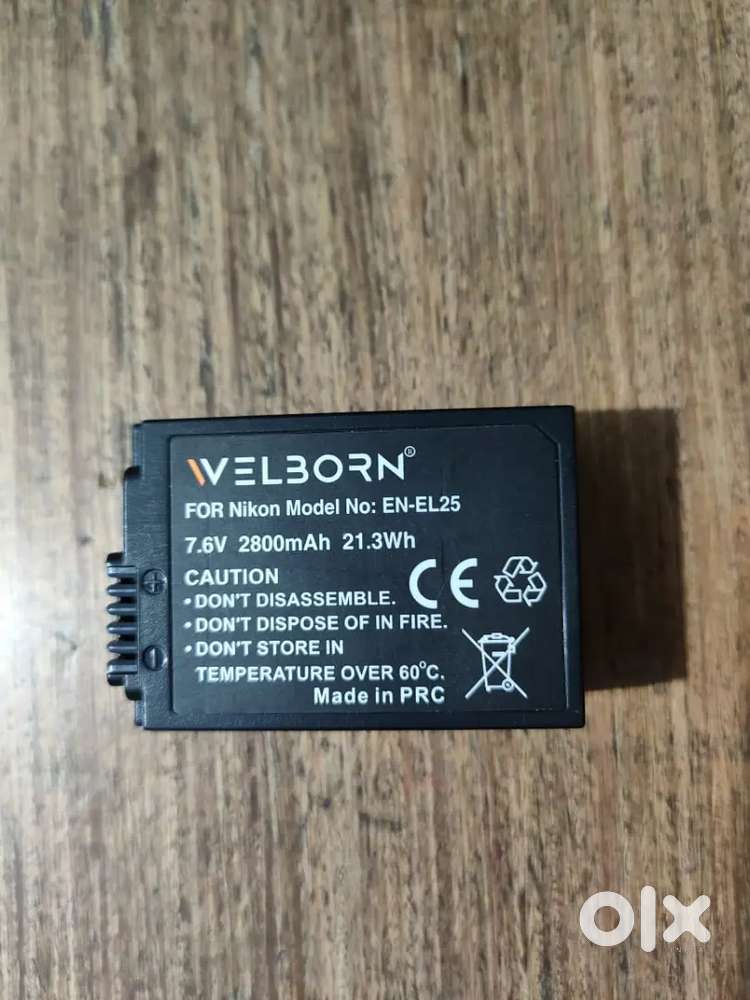 WELBORN®
FOR Nikon Model No: EN-EL25
7.6V 2800mAh 21.3Wh
CAUTION
• DON'T DISASSEMBLE.
• DON'T DISPOSE OF IN FIRE.
• DON'T STORE IN
TEMPERATURE OVER 60°C.
Made in PRC
CE
+
−
olx